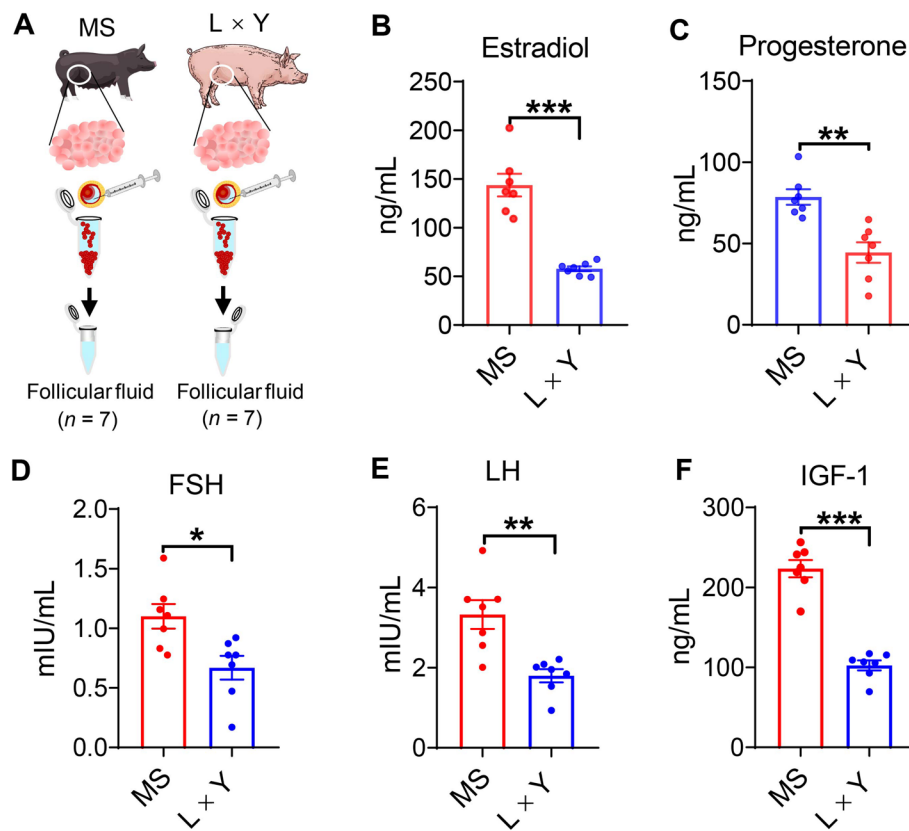 A
MS
L × Y
Follicular fluid
(n = 7)
Follicular fluid
(n = 7)
B
Estradiol
***
ng/mL
250
200
150
100
50
0
MS
L × Y
C
Progesterone
**
ng/mL
150
100
50
0
MS
L × Y
D
FSH
*
mIU/mL
2.0
1.5
1.0
0.5
0.0
MS
L × Y
E
LH
**
mIU/mL
6
4
2
0
MS
L × Y
F
IGF-1
***
ng/mL
300
200
100
0
MS
L × Y